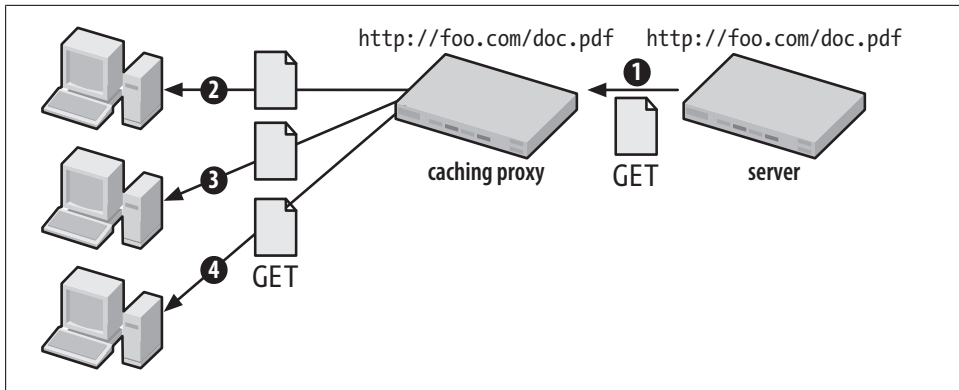 http://foo.com/doc.pdf http://foo.com/doc.pdf
1
2
3
caching proxy
GET
server
4
GET